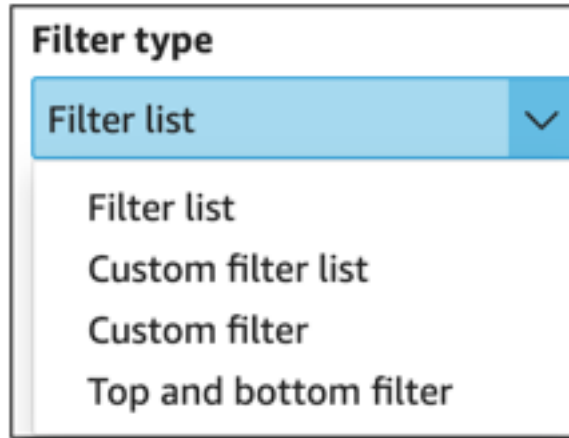 Filter type
Filter list
Filter list
Custom filter list
Custom filter
Top and bottom filter